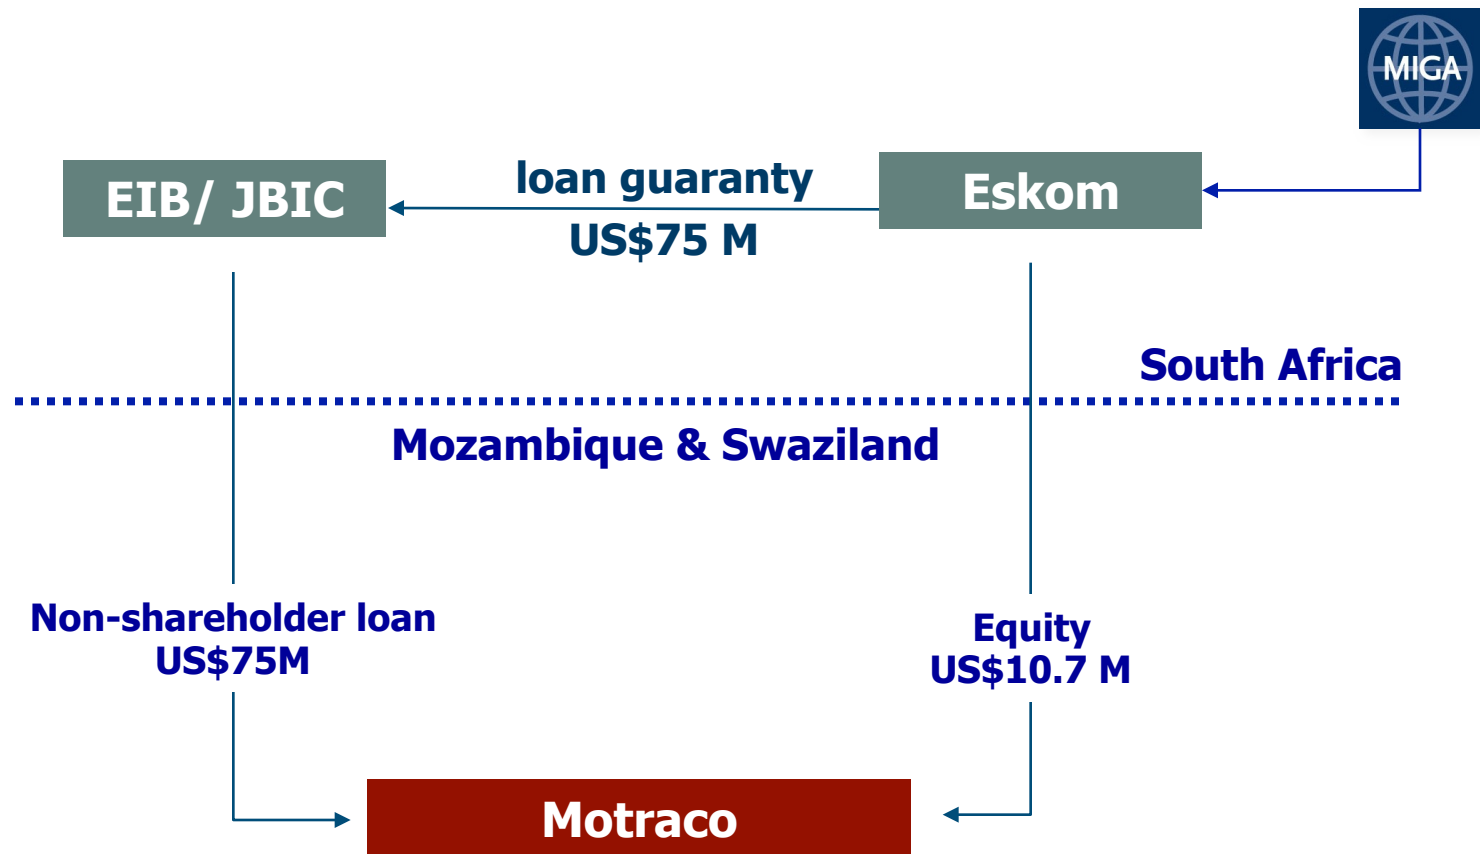 MIGA
EIB/ JBIC
loan guaranty
US$75 M
Eskom
South Africa
Mozambique & Swaziland
Non-shareholder loan
US$75M
Equity
US$10.7 M
Motraco